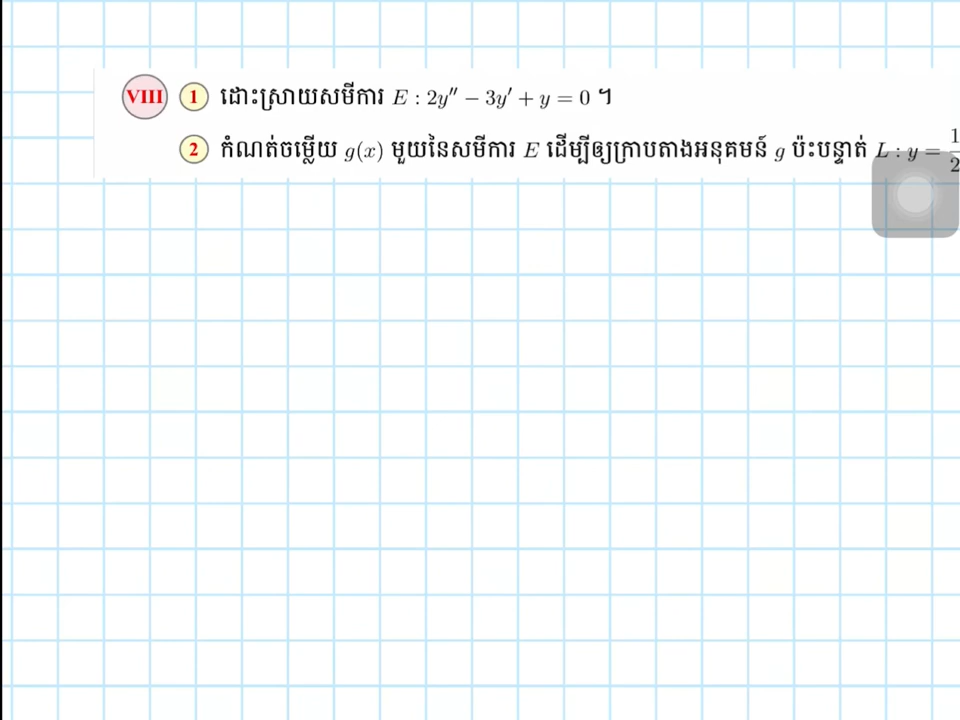 VIII 1 ដោះស្រាយសមីការ E : 2y″ − 3y′ + y = 0 ។
2 កំណត់ចម្លើយ g(x) មួយនៃសមីការ E ដើម្បីឲ្យក្រាបតាងអនុគមន៍ g ប៉ះបន្ទាត់ L : y = 1/2